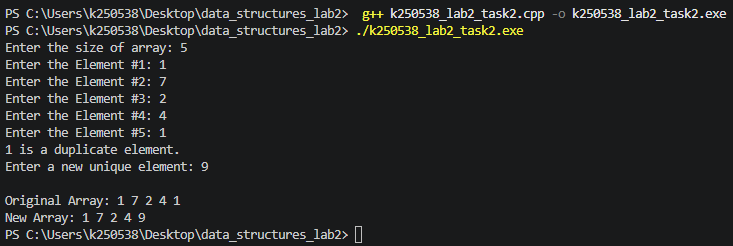 PS C:\Users\k250538\Desktop\data_structures_lab2>  g++ k250538_lab2_task2.cpp -o k250538_lab2_task2.exe
PS C:\Users\k250538\Desktop\data_structures_lab2> ./k250538_lab2_task2.exe
Enter the size of array: 5
Enter the Element #1: 1
Enter the Element #2: 7
Enter the Element #3: 2
Enter the Element #4: 4
Enter the Element #5: 1
1 is a duplicate element.
Enter a new unique element: 9
Original Array: 1 7 2 4 1
New Array: 1 7 2 4 9
PS C:\Users\k250538\Desktop\data_structures_lab2>